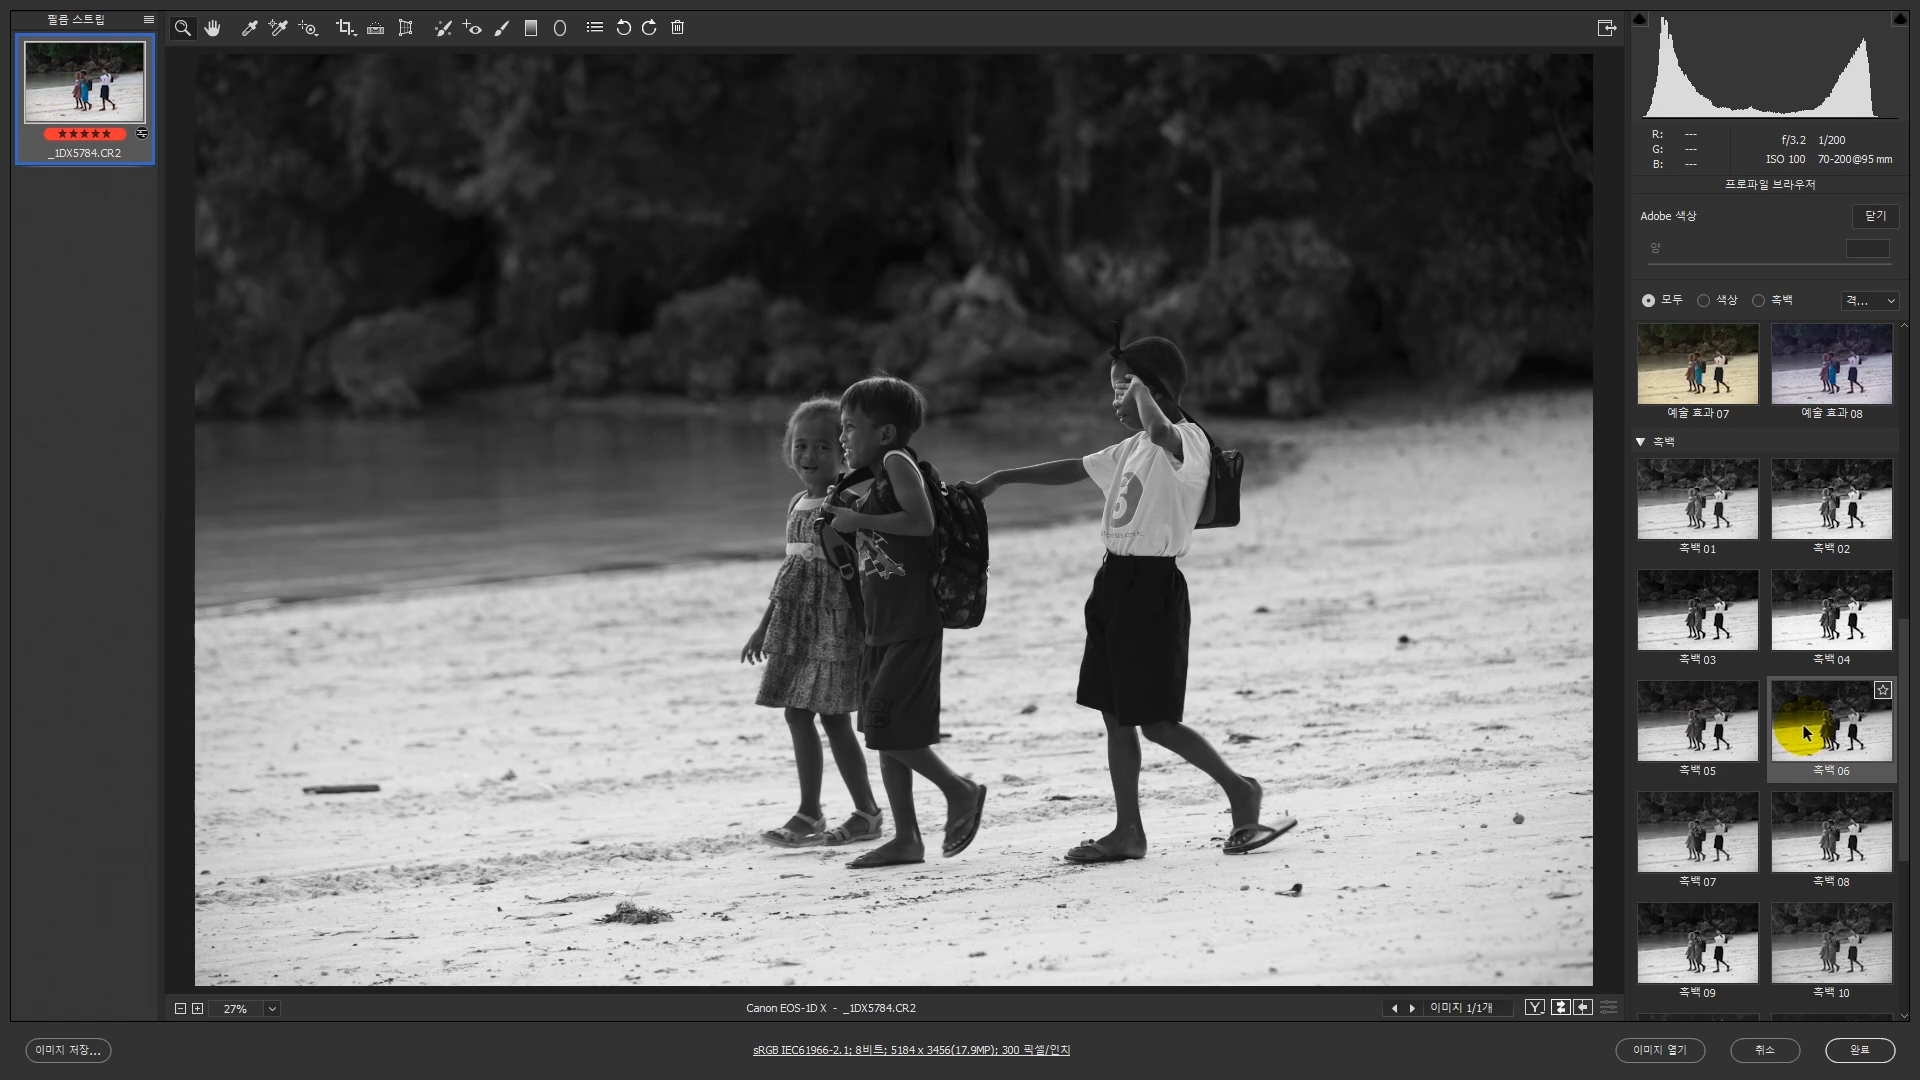 필름 스트립
★★★★★
_1DX5784.CR2
R: ---
G: ---
B: ---
f/3.2 1/200
ISO 100 70-200@95 mm
프로파일 브라우저
Adobe 색상
닫기
양
모두 색상 흑백 격...
예술 효과 07
예술 효과 08
흑백
흑백 01
흑백 02
흑백 03
흑백 04
흑백 05
흑백 06
흑백 07
흑백 08
흑백 09
흑백 10
27%
Canon EOS-1D X - _1DX5784.CR2
이미지 1/1개
Y
이미지 저장...
sRGB IEC61966-2.1; 8비트; 5184 x 3456(17.9MP); 300 픽셀/인치
이미지 열기
취소
완료